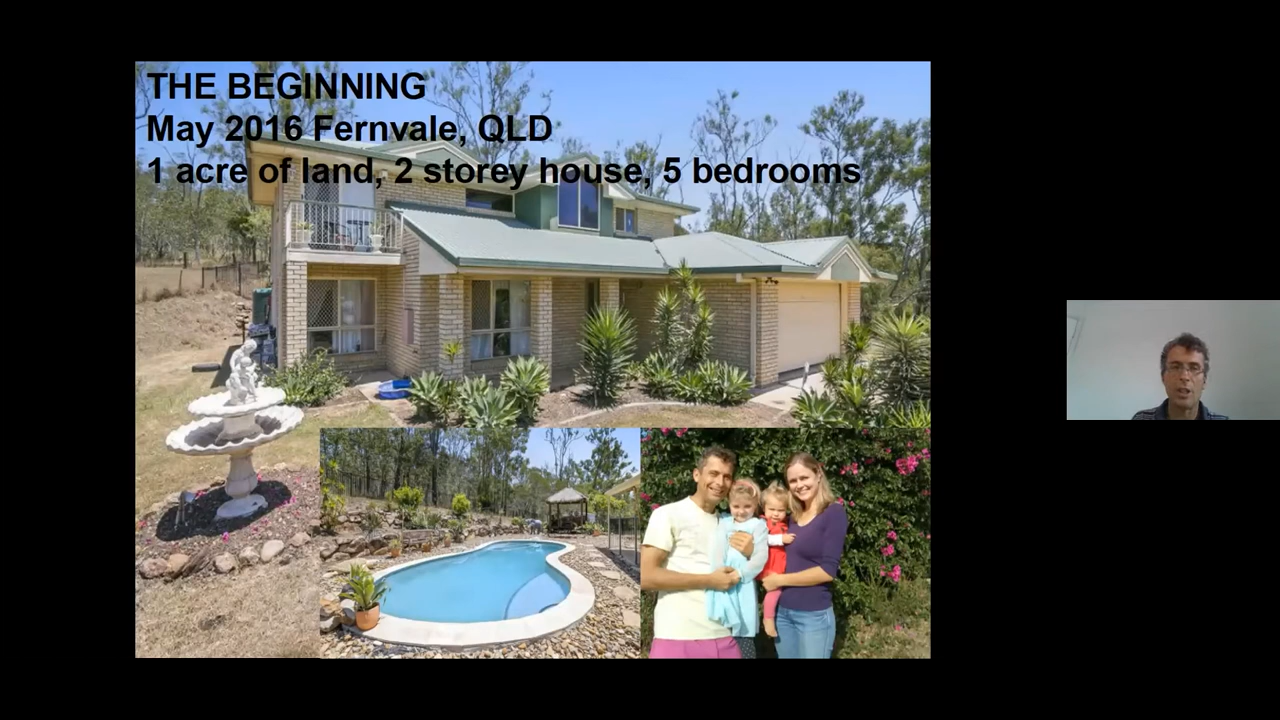 THE BEGINNING
May 2016 Fernvale, QLD
1 acre of land, 2 storey house, 5 bedrooms